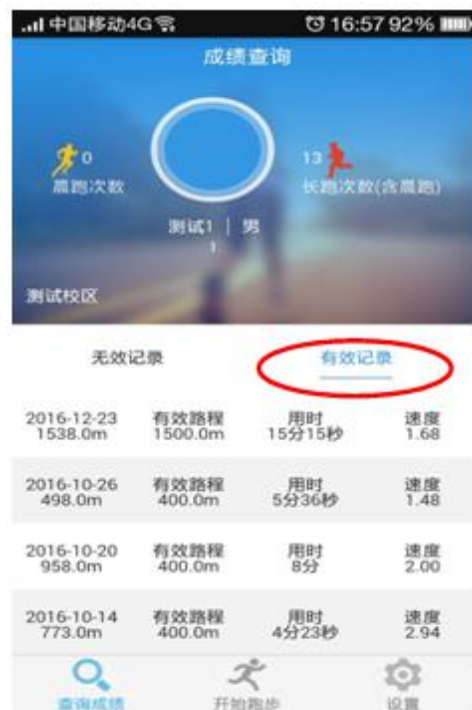 中国移动4G 16:57 92%
成绩查询
0 13
晨跑次数 长跑次数(含晨跑)
测试1 | 男
1
测试校区
无效记录 有效记录
2016-12-23 有效路程 用时 速度
1538.0m 1500.0m 15分15秒 1.68
2016-10-26 有效路程 用时 速度
498.0m 400.0m 5分36秒 1.48
2016-10-20 有效路程 用时 速度
958.0m 400.0m 8分 2.00
2016-10-14 有效路程 用时 速度
773.0m 400.0m 4分23秒 2.94
查询成绩 开始跑步 设置